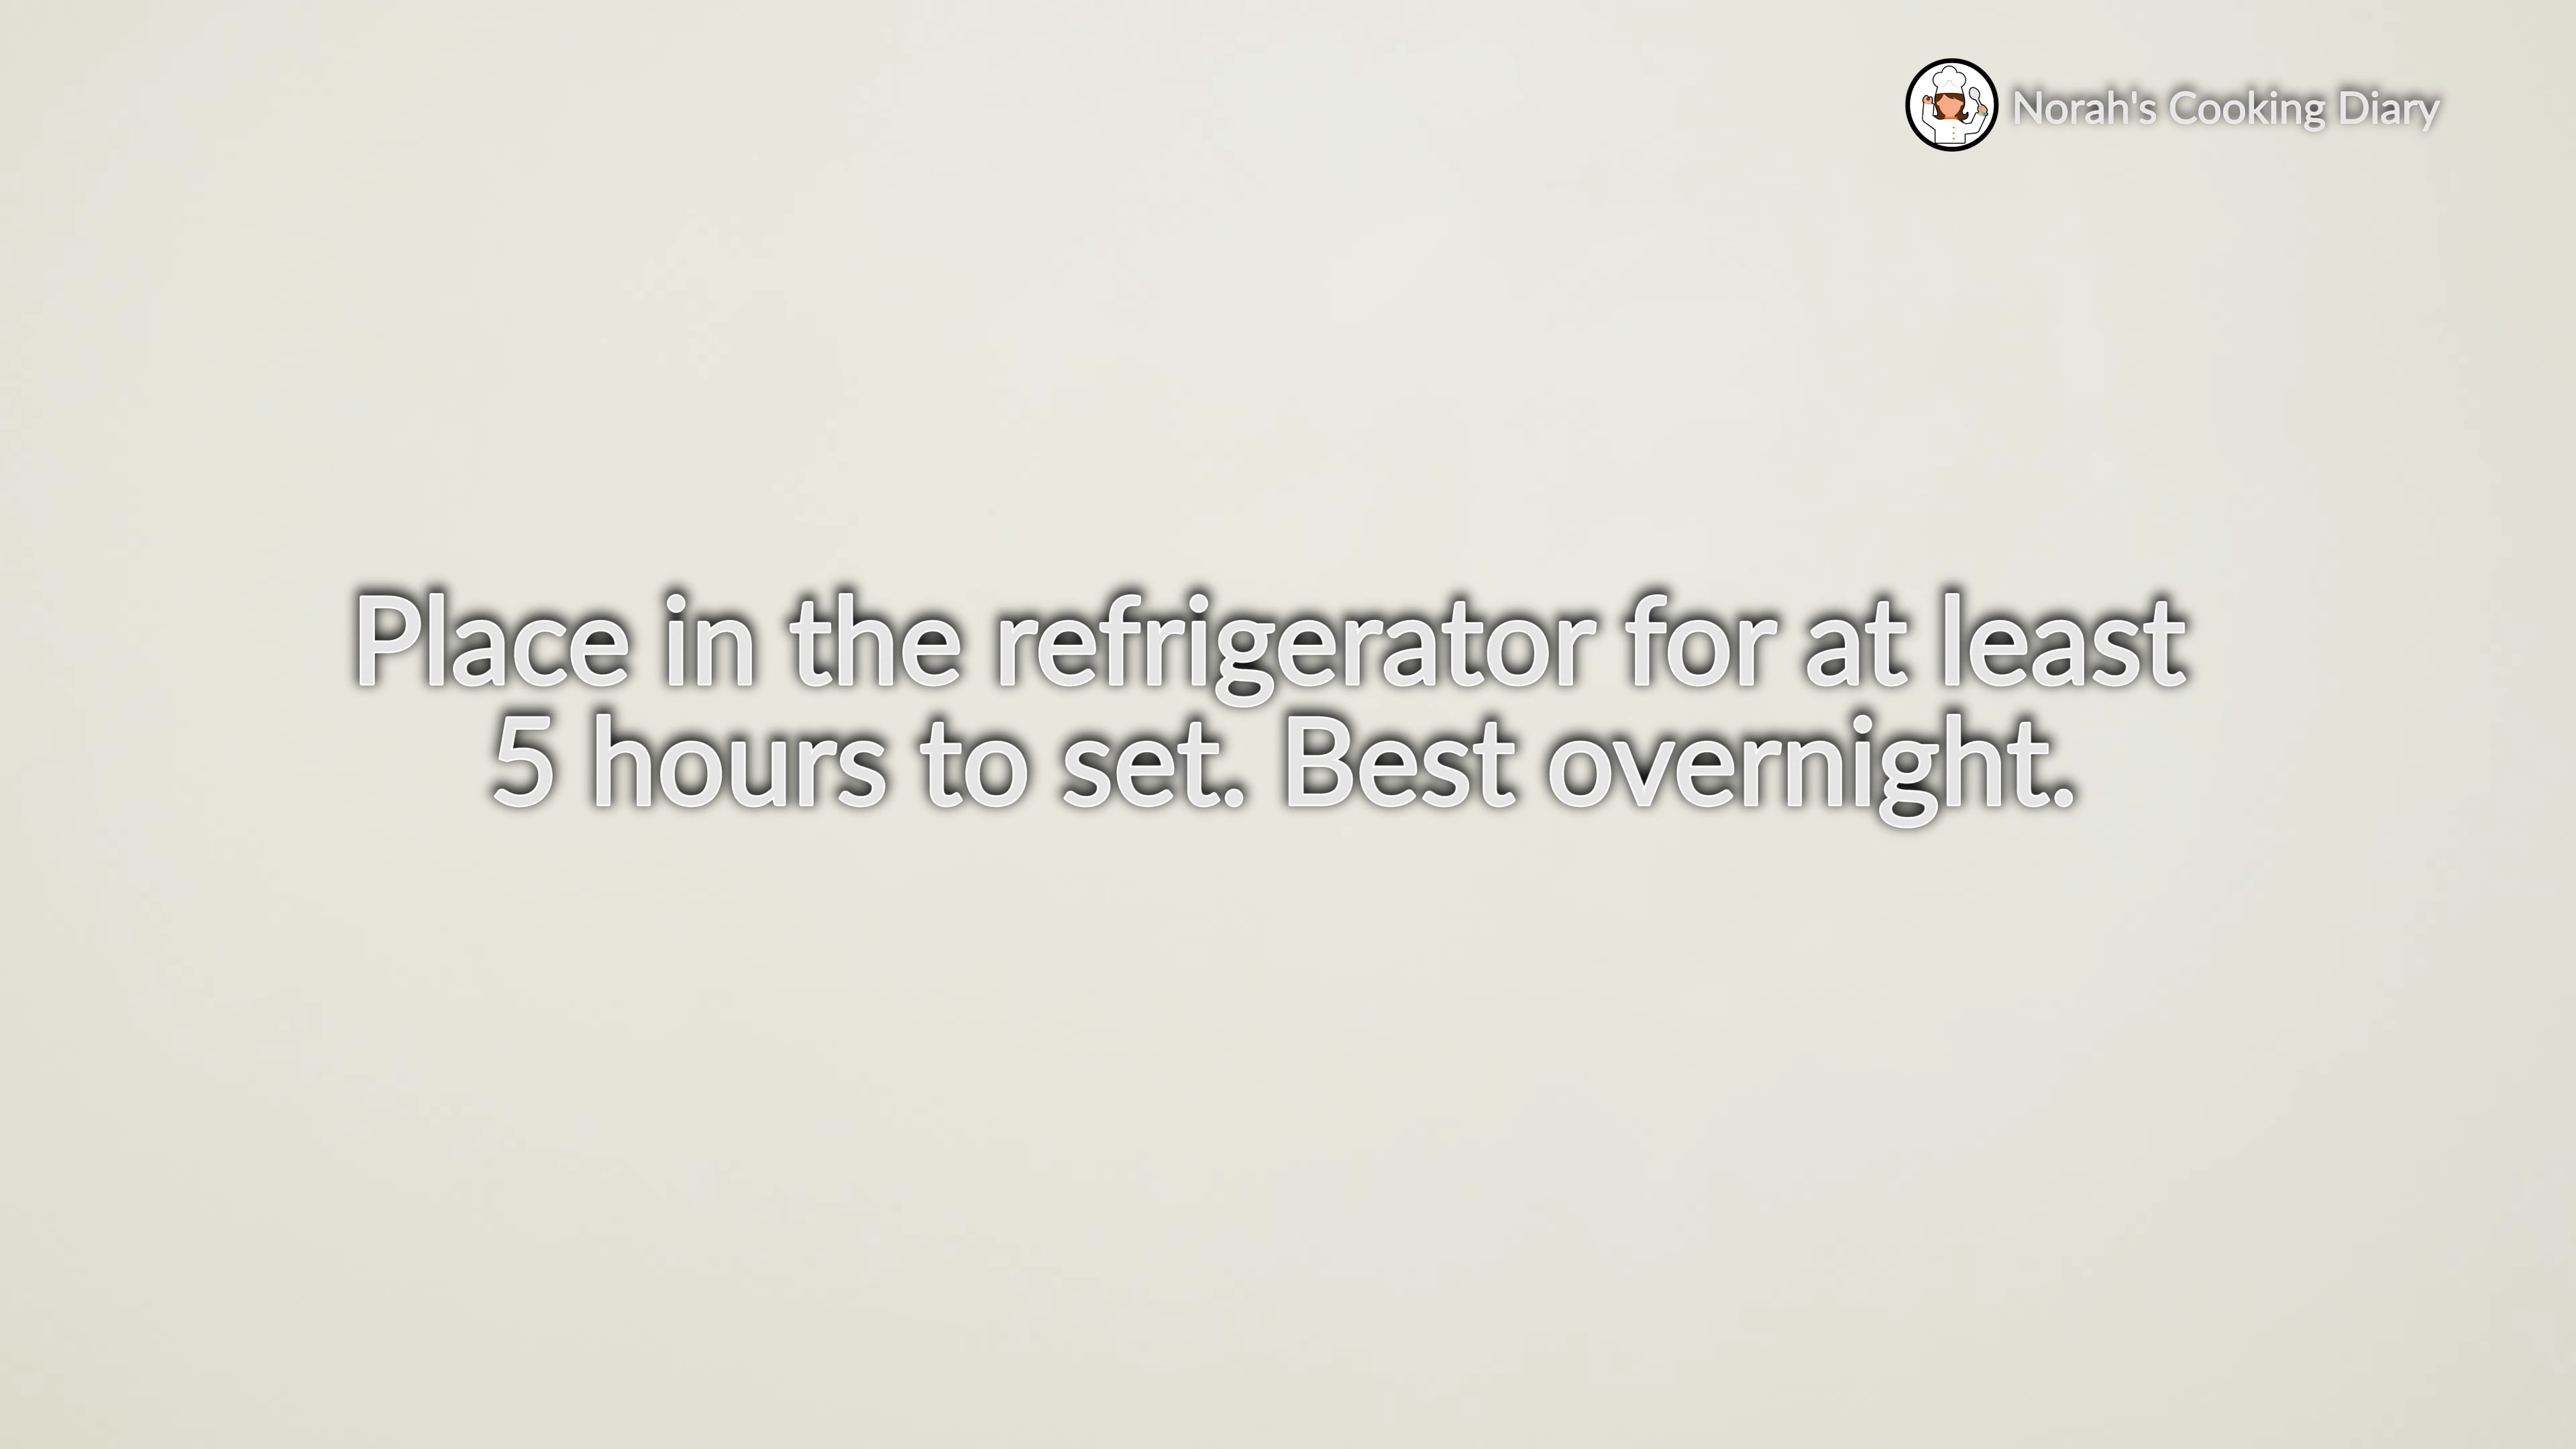 Norah's Cooking Diary
Place in the refrigerator for at least
5 hours to set. Best overnight.